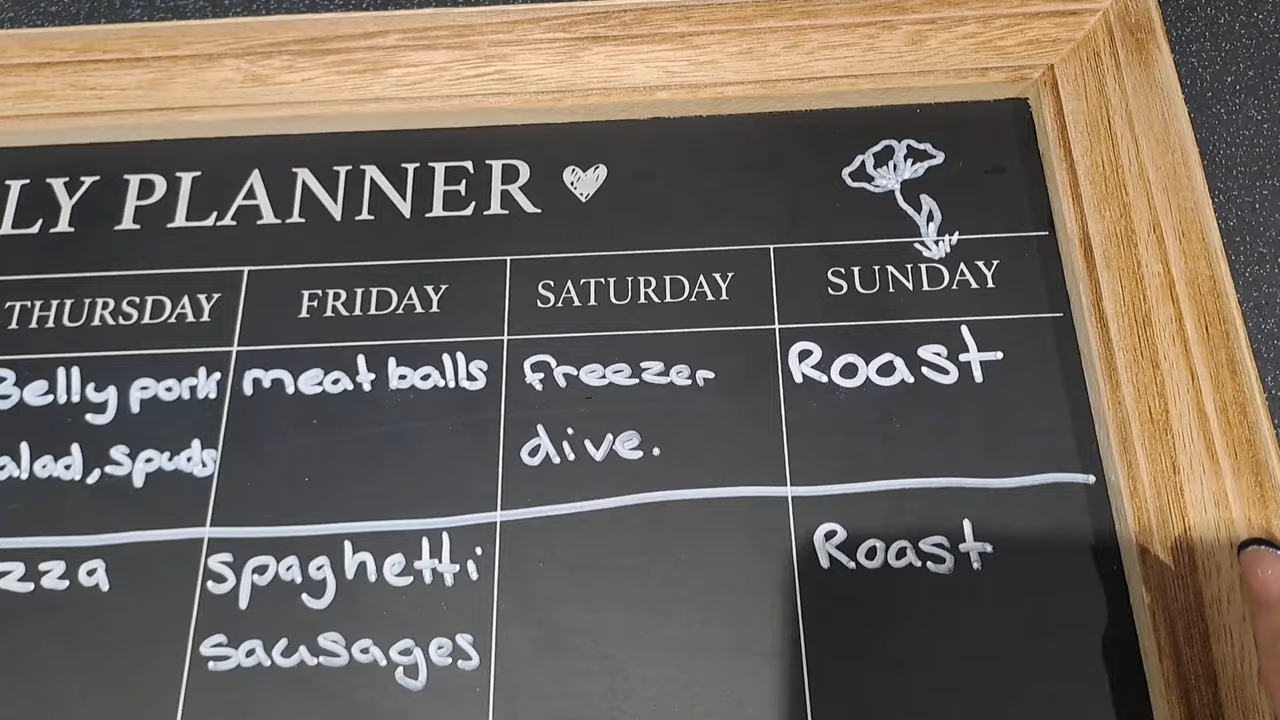 LY PLANNER
THURSDAY FRIDAY SATURDAY SUNDAY
Belly pork meat balls freezer Roast
alad, spuds dive.
zza spaghetti Roast
sausages